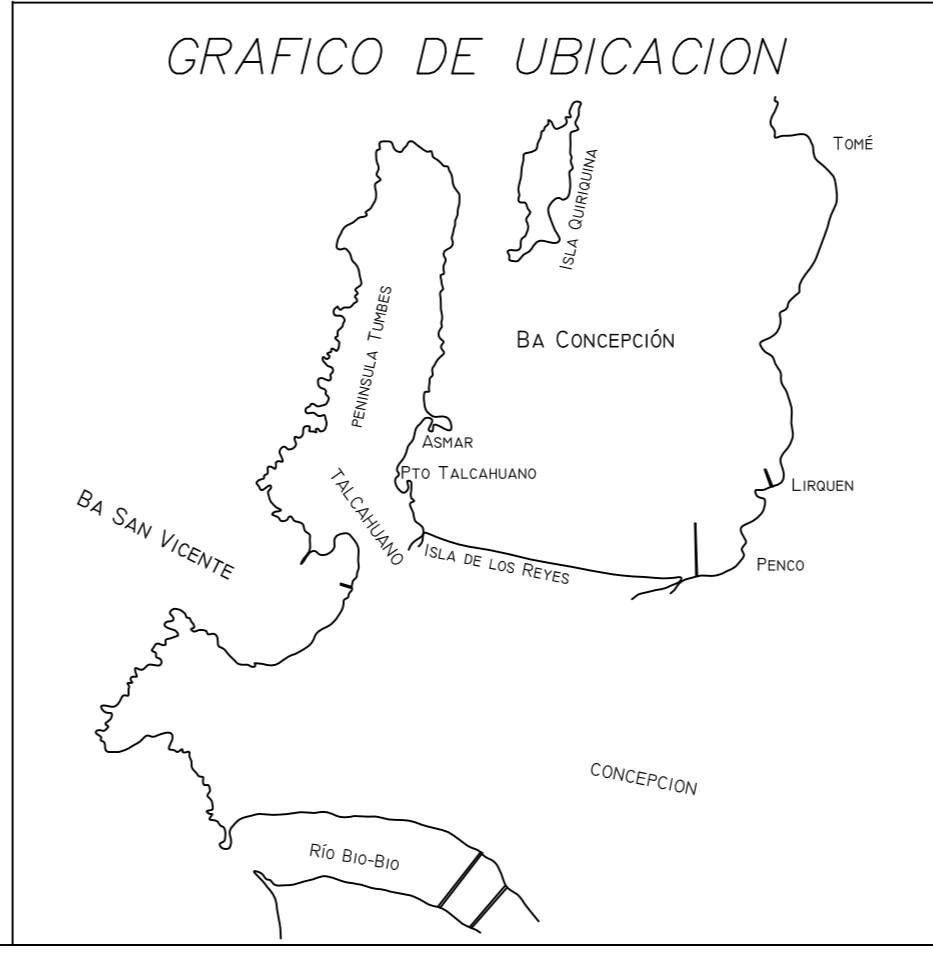 GRAFICO DE UBICACION
TOMÉ
ISLA QUIRIQUINA
PENINSULA TUMBES
BA CONCEPCIÓN
ASMAR
PTO TALCAHUANO
TALCAHUANO
LIRQUEN
BA SAN VICENTE
ISLA DE LOS REYES
PENCO
CONCEPCION
RÍO BIO-BIO